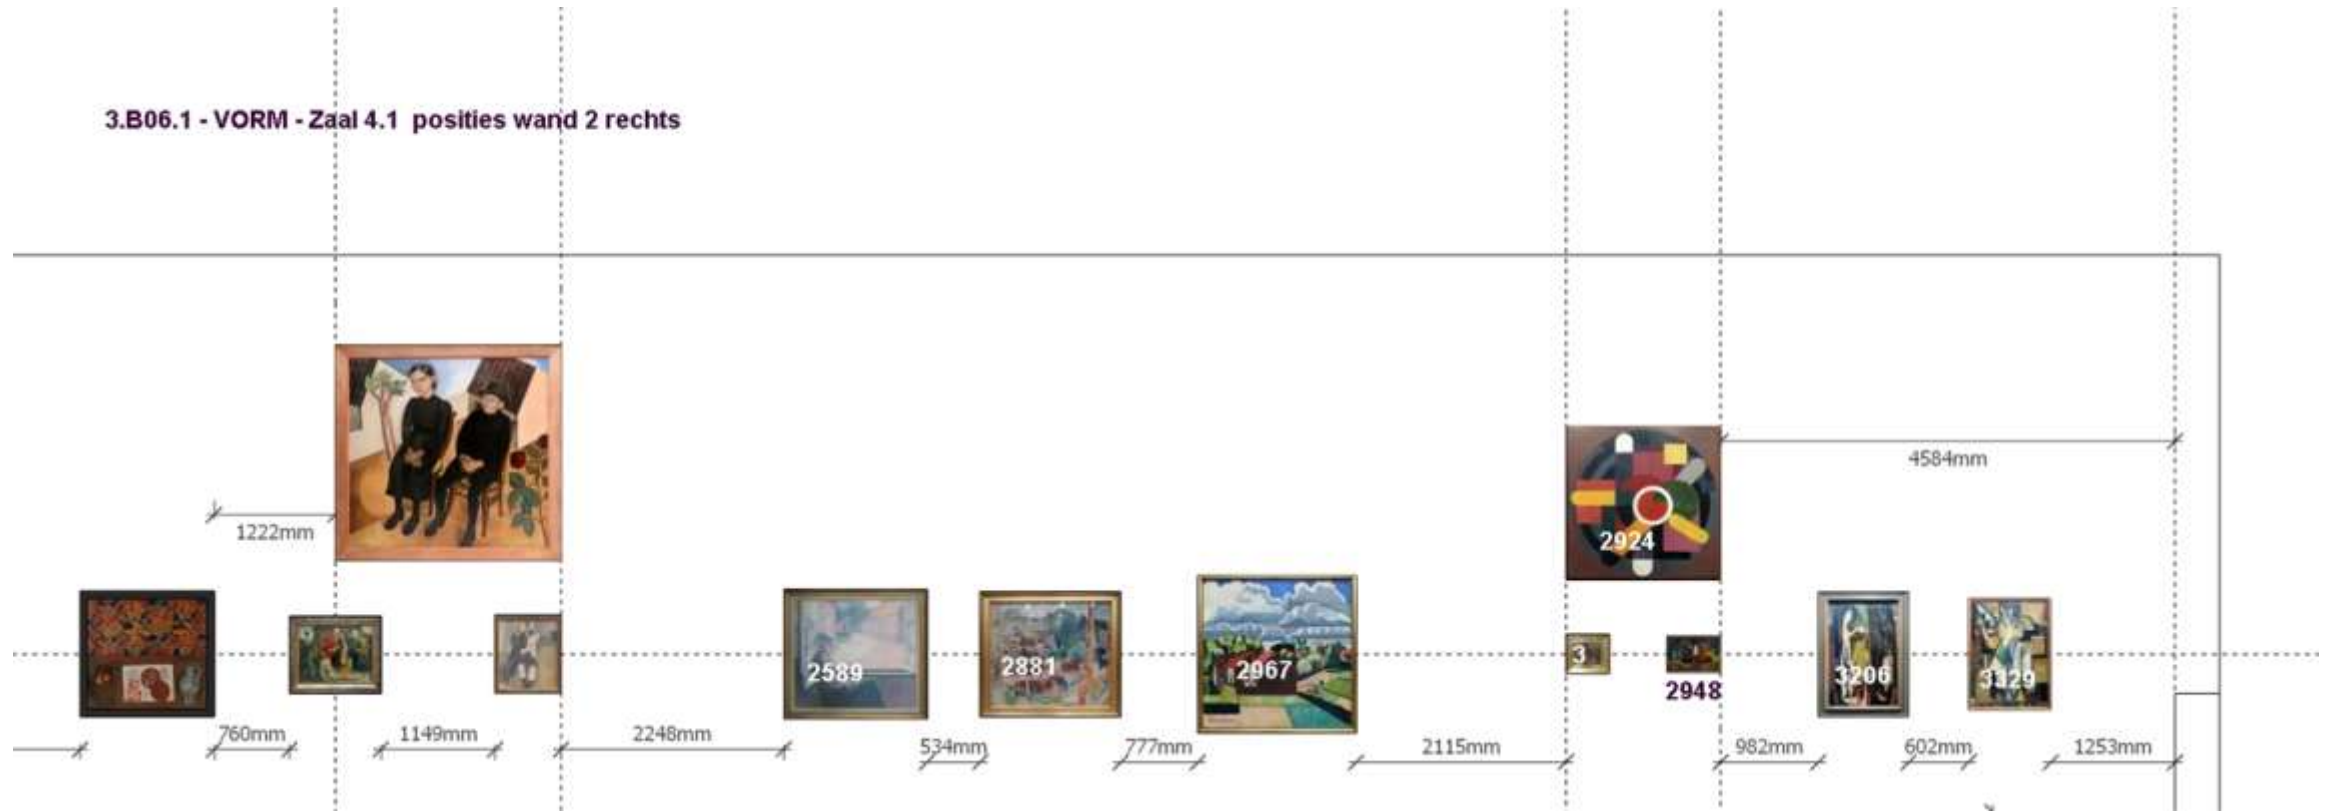 3.B06.1 - VORM - Zaal 4.1 posities wand 2 rechts
4584mm
1222mm
2924
3
2589
2881
2967
3206
3329
2948
760mm
1149mm
2248mm
534mm
777mm
2115mm
982mm
602mm
1253mm